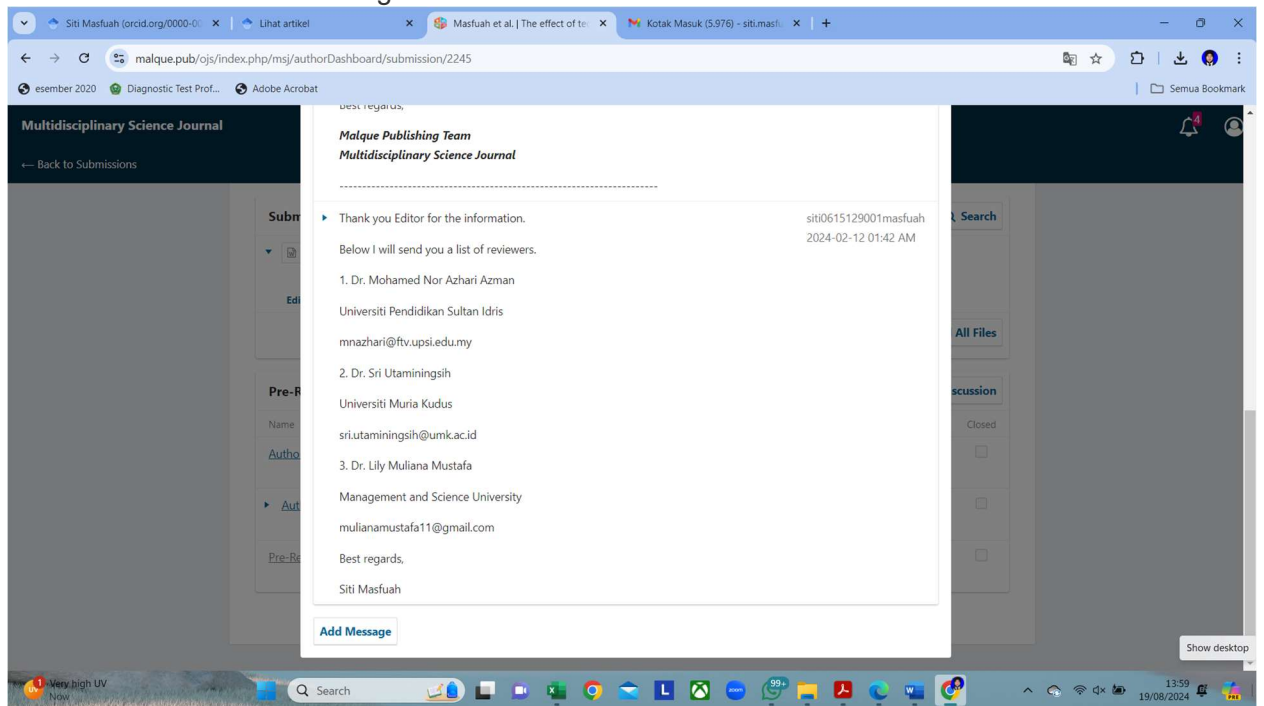 Siti Masfuah (orcid.org/0000-00
Lihat artikel
Masfuah et al. | The effect of te
Kotak Masuk (5.976) - siti.masfu
malque.pub/ojs/index.php/msj/authorDashboard/submission/2245
esember 2020
Diagnostic Test Prof...
Adobe Acrobat
Semua Bookmark
Multidisciplinary Science Journal
4
← Back to Submissions
Best regards,
Malque Publishing Team
Multidisciplinary Science Journal
----------------------------------------------------------------------
Subm
Search
Thank you Editor for the information.
siti0615129001masfuah
2024-02-12 01:42 AM
Below I will send you a list of reviewers.
1. Dr. Mohamed Nor Azhari Azman
Edi
Universiti Pendidikan Sultan Idris
All Files
mnazhari@ftv.upsi.edu.my
2. Dr. Sri Utaminingsih
Pre-R
scussion
Universiti Muria Kudus
Name
Closed
sri.utaminingsih@umk.ac.id
Autho
3. Dr. Lily Muliana Mustafa
Management and Science University
Aut
mulianamustafa11@gmail.com
Best regards,
Pre-Re
Siti Masfuah
Add Message
Show desktop
1
UV
Very high UV
Now
Search
L
zoom
99+
13:59
19/08/2024
PRE